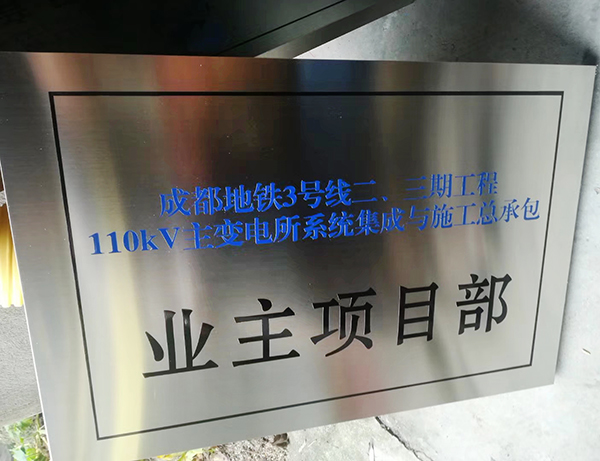 成都地铁3号线二、三期工程
110kV主变电所系统集成与施工总承包
业主项目部